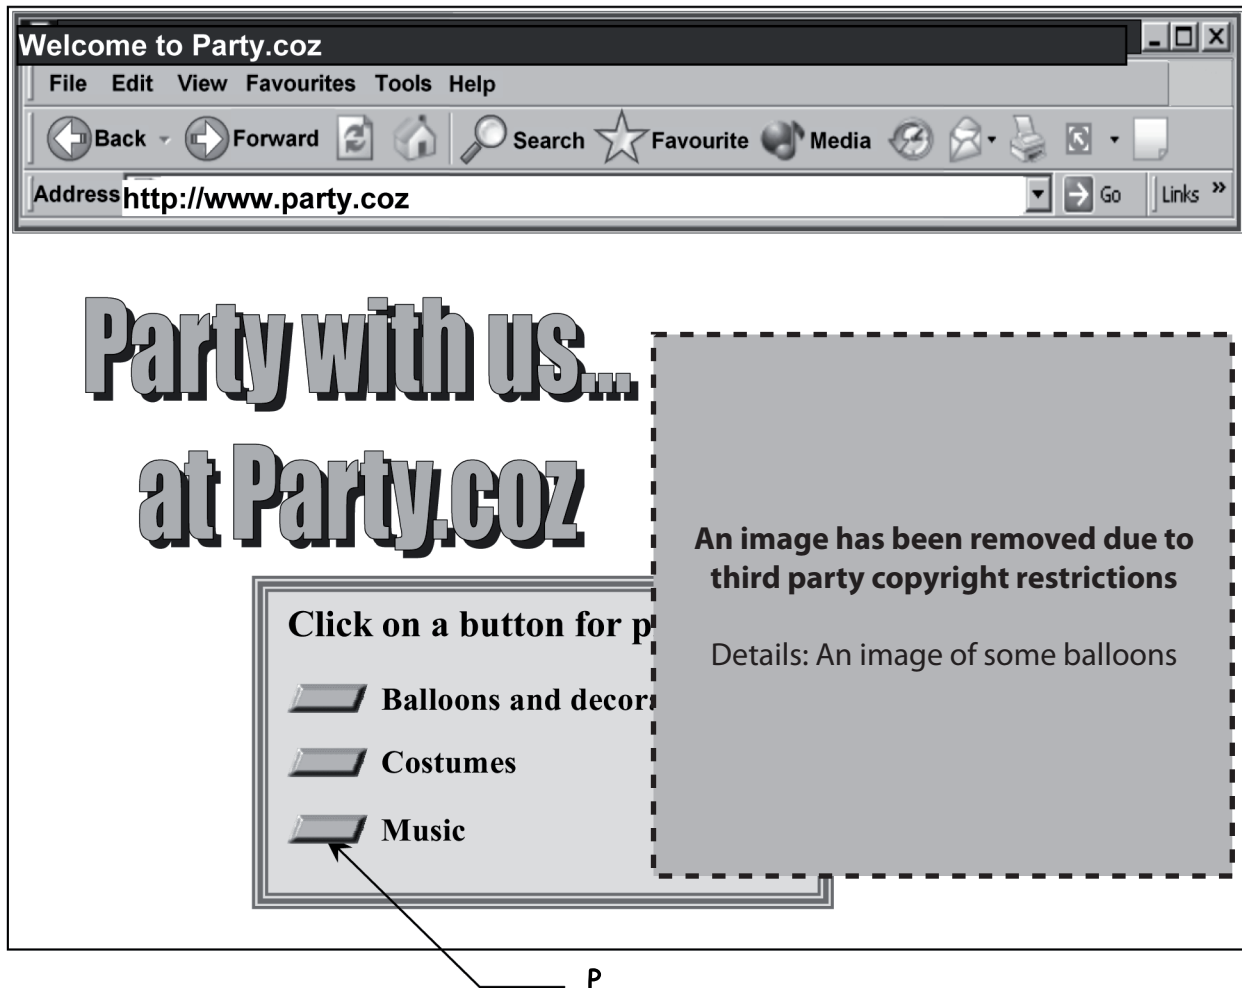 Welcome to Party.coz
File Edit View Favourites Tools Help
Back Forward Search Favourite Media
Address http://www.party.coz Go Links »
Party with us...
at Party.coz
An image has been removed due to
third party copyright restrictions
Details: An image of some balloons
Click on a button for p
Balloons and decor
Costumes
Music
P